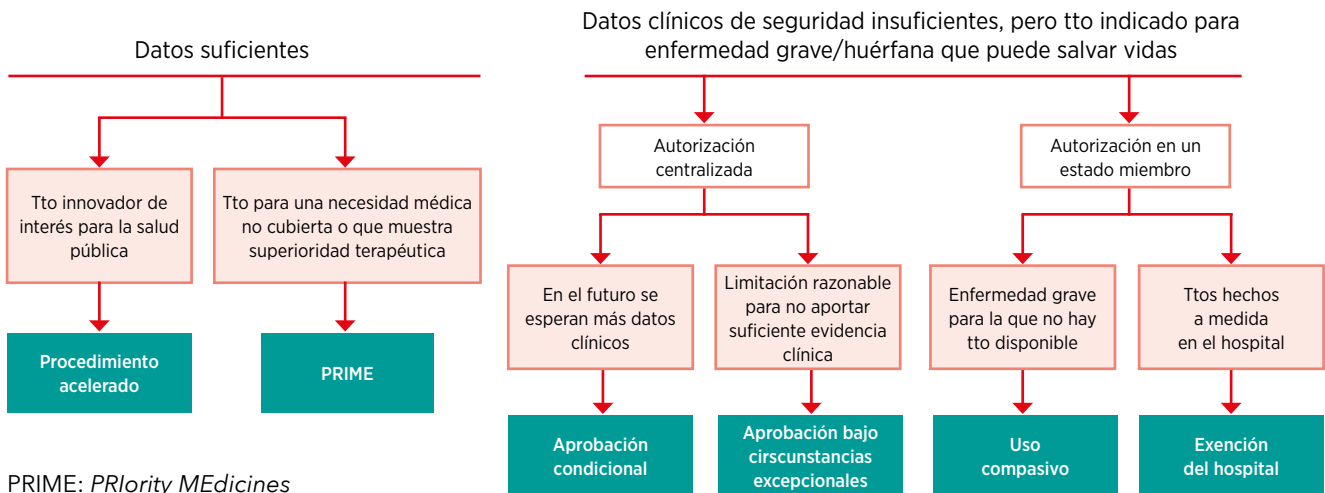 Datos suficientes
Tto innovador de
interés para la salud
pública
Tto para una necesidad médica
no cubierta o que muestra
superioridad terapéutica
Procedimiento
acelerado
PRIME
PRIME: PRIority MEdicines
Datos clínicos de seguridad insuficientes, pero tto indicado para
enfermedad grave/huérfana que puede salvar vidas
Autorización
centralizada
Autorización en un
estado miembro
En el futuro se
esperan más datos
clínicos
Limitación razonable
para no aportar
suficiente evidencia
clínica
Enfermedad grave
para la que no hay
tto disponible
Ttos hechos
a medida
en el hospital
Aprobación
condicional
Aprobación bajo
cirscunstancias
excepcionales
Uso
compasivo
Exención
del hospital